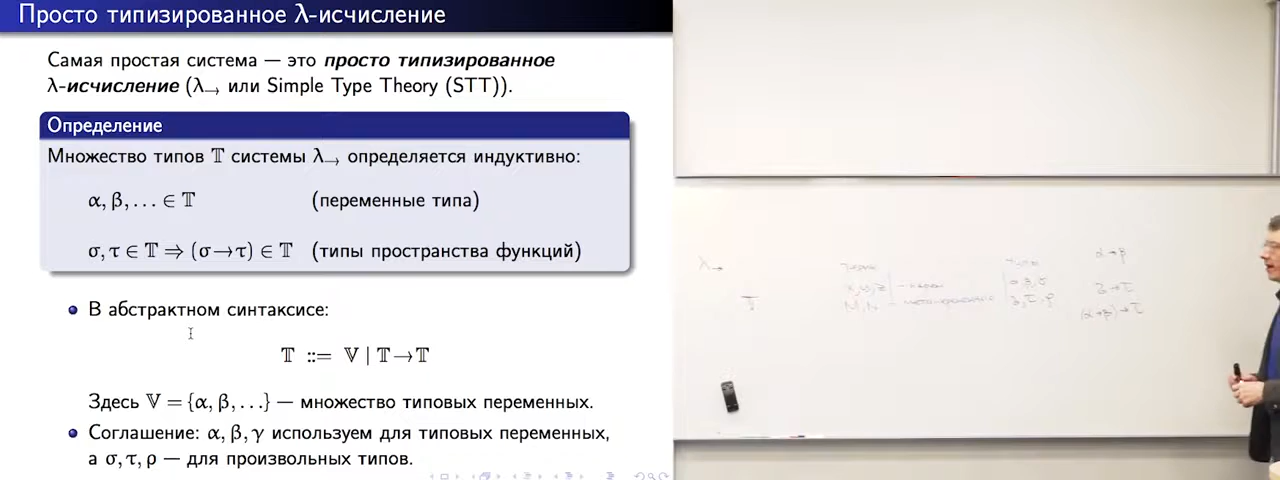 Просто типизированное λ-исчисление
Самая простая система — это просто типизированное
λ-исчисление (λ→ или Simple Type Theory (STT)).
Определение
Множество типов 𝕋 системы λ→ определяется индуктивно:
α, β, … ∈ 𝕋 (переменные типа)
σ, τ ∈ 𝕋 ⇒ (σ→τ) ∈ 𝕋 (типы пространства функций)
В абстрактном синтаксисе:
𝕋 ::= 𝕍 | 𝕋→𝕋
Здесь 𝕍 = {α, β, …} — множество типовых переменных.
Соглашение: α, β, γ используем для типовых переменных,
а σ, τ, ρ — для произвольных типов.
λ→
𝕋
M, N
α→β
(α→β)→τ